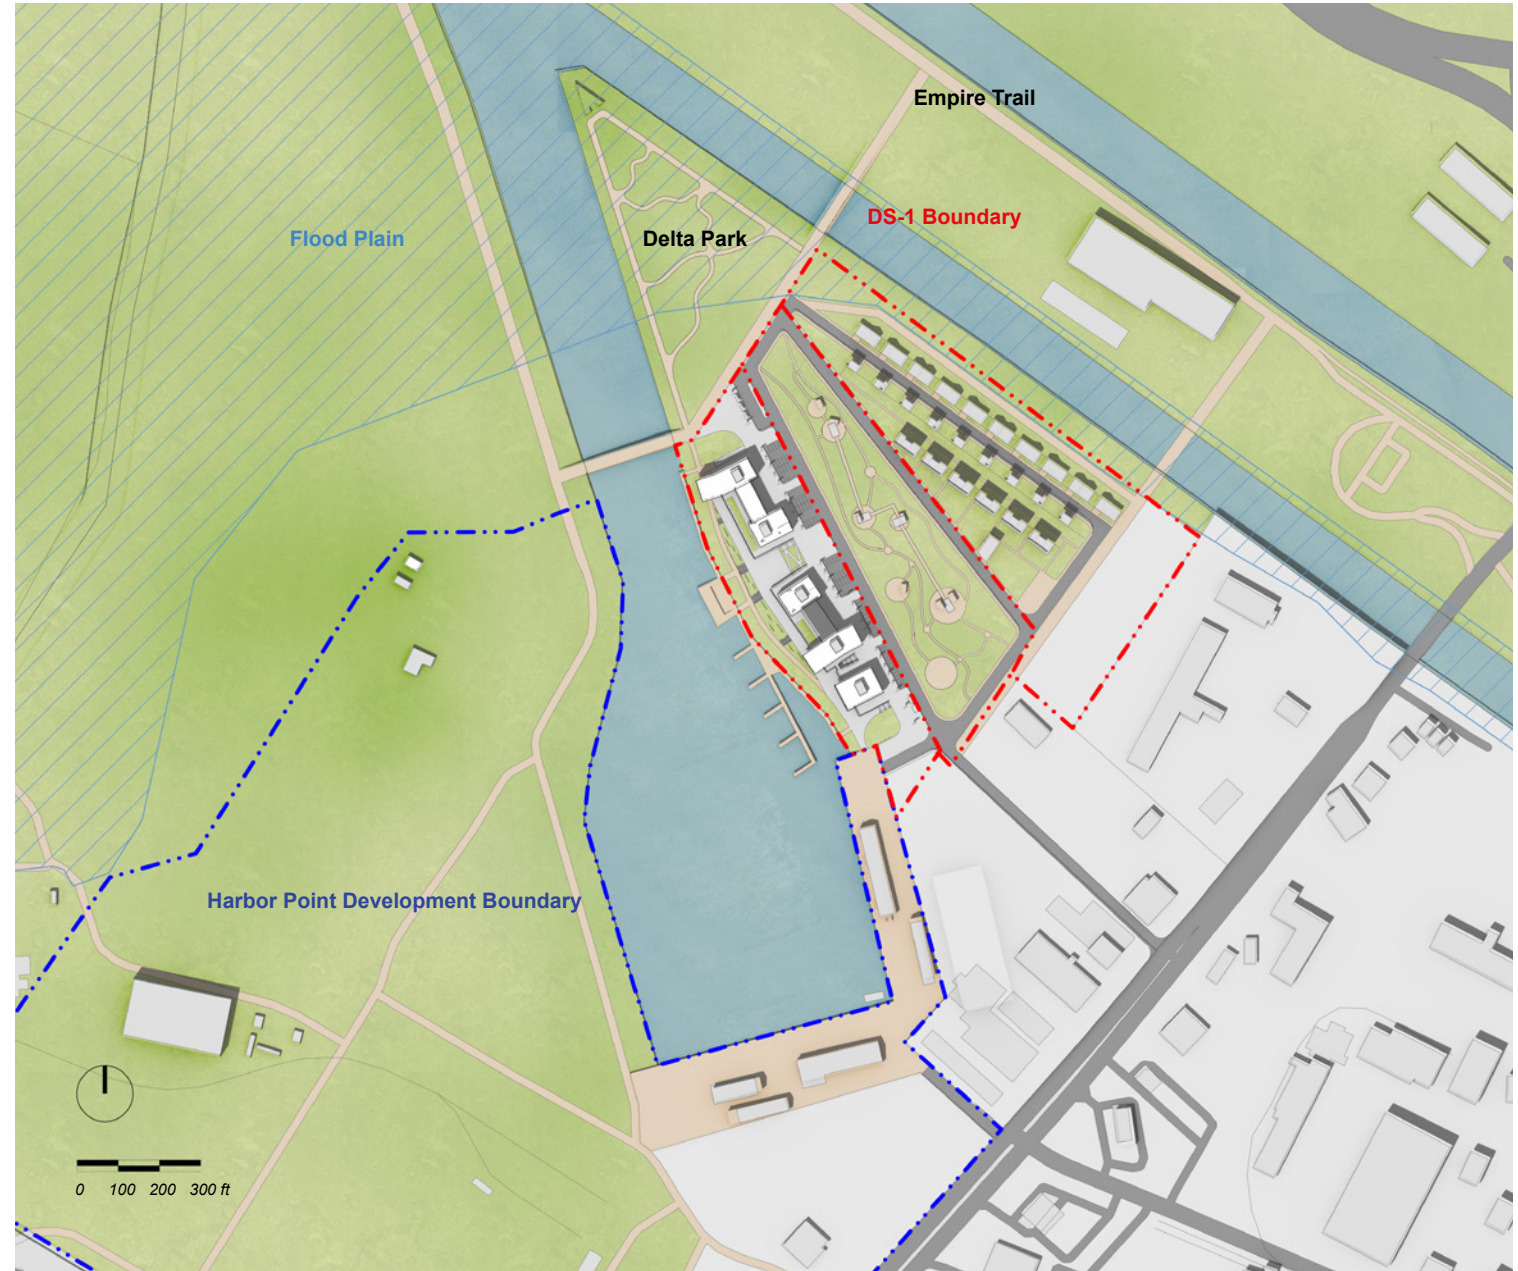 Empire Trail
DS-1 Boundary
Flood Plain
Delta Park
Harbor Point Development Boundary
0 100 200 300 ft